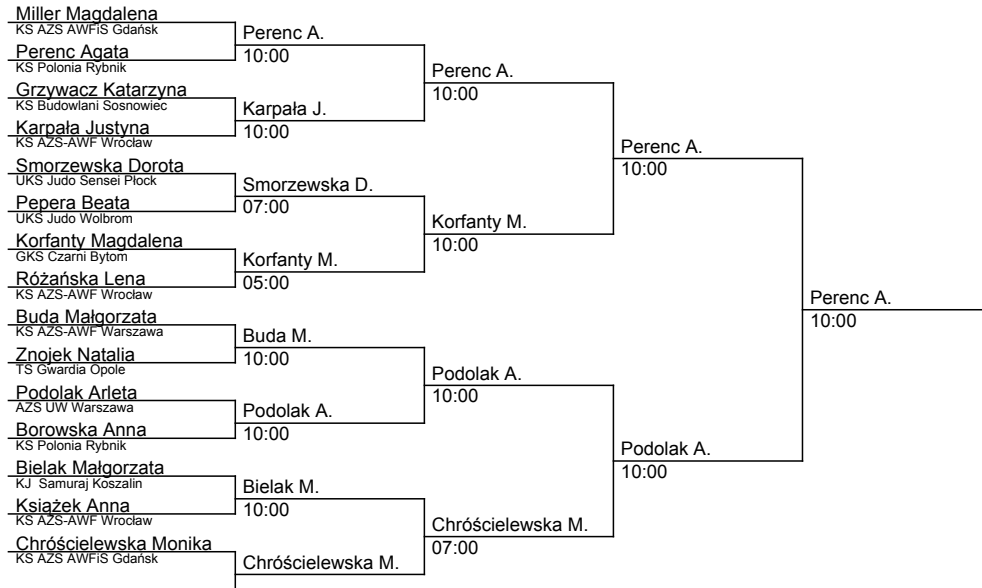 Miller Magdalena
KS AZS AWFiS Gdańsk
Perenc Agata
KS Polonia Rybnik
Grzywacz Katarzyna
KS Budowlani Sosnowiec
Karpała Justyna
KS AZS-AWF Wrocław
Smorzewska Dorota
UKS Judo Sensei Płock
Pepera Beata
UKS Judo Wolbrom
Korfanty Magdalena
GKS Czarni Bytom
Różańska Lena
KS AZS-AWF Wrocław
Buda Małgorzata
KS AZS-AWF Warszawa
Znojek Natalia
TS Gwardia Opole
Podolak Arleta
AZS UW Warszawa
Borowska Anna
KS Polonia Rybnik
Bielak Małgorzata
KJ  Samuraj Koszalin
Książek Anna
KS AZS-AWF Wrocław
Chróścielewska Monika
KS AZS AWFiS Gdańsk
Perenc A.
10:00
Karpała J.
10:00
Smorzewska D.
07:00
Korfanty M.
05:00
Buda M.
10:00
Podolak A.
10:00
Bielak M.
10:00
Chróścielewska M.
Perenc A.
10:00
Korfanty M.
10:00
Podolak A.
10:00
Chróścielewska M.
07:00
Perenc A.
10:00
Podolak A.
10:00
Perenc A.
10:00